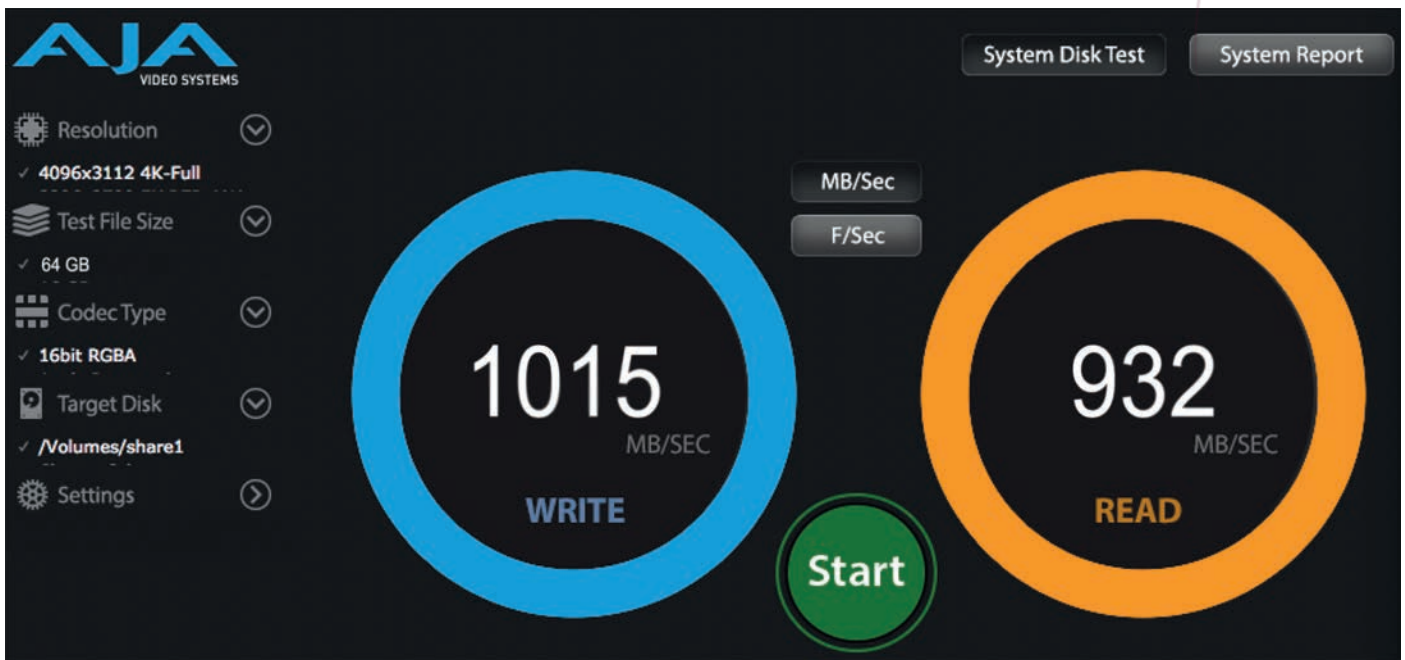 AJA
VIDEO SYSTEMS
System Disk Test
System Report
Resolution
✓ 4096x3112 4K-Full
Test File Size
✓ 64 GB
Codec Type
✓ 16bit RGBA
Target Disk
✓ /Volumes/share1
Settings
MB/Sec
F/Sec
1015
MB/SEC
WRITE
932
MB/SEC
READ
Start